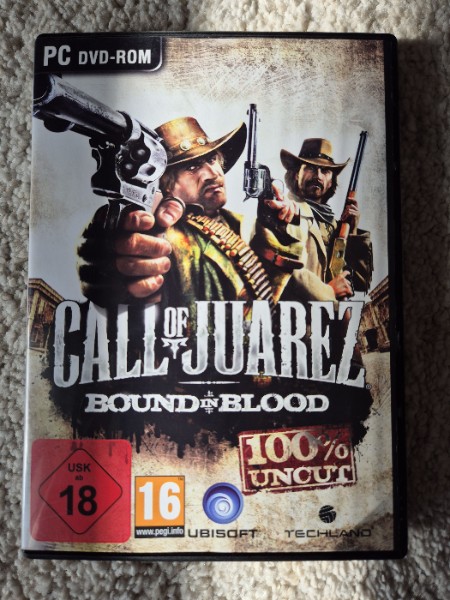 PC DVD-ROM
CALL OF JUAREZ
BOUND IN BLOOD
100%
UNCUT
USK
ab
18
16
www.pegi.info
UBISOFT
TECHLAND